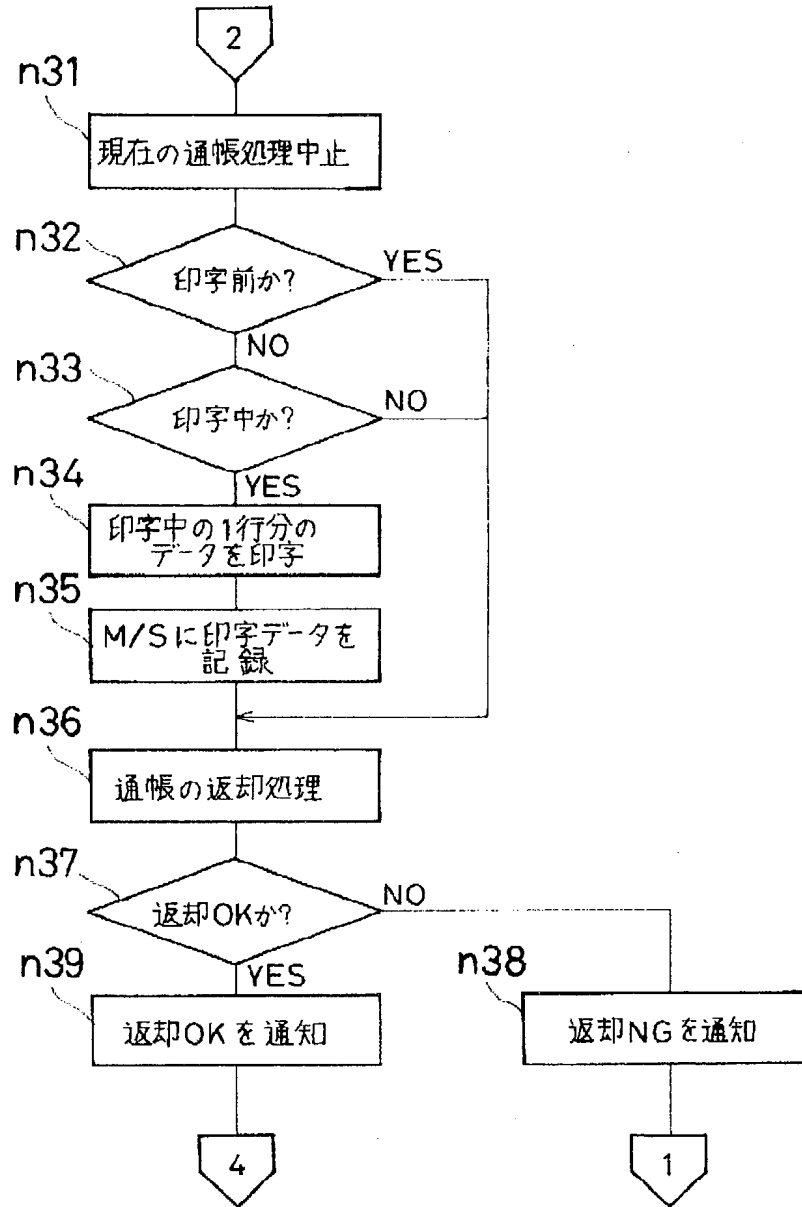 2
n31
現在の通帳処理中止
n32
印字前か?
YES
NO
n33
印字中か?
NO
YES
n34
印字中の1行分の
データを印字
n35
M/Sに印字データを
記録
n36
通帳の返却処理
n37
返却OKか?
NO
YES
n39
返却OKを通知
n38
返却NGを通知
4
1